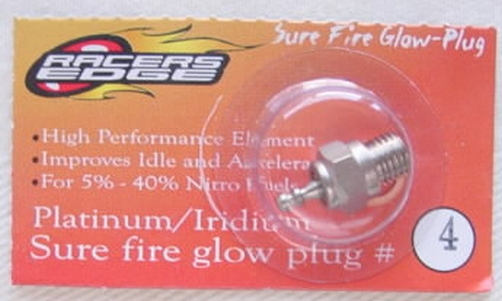 Sure Fire Glow-Plug
RACERS
EDGE
•High Performance Element
•Improves Idle and Accelera
•For 5% - 40% Nitro Fuels
Platinum/Iridium
Sure fire glow plug # 4